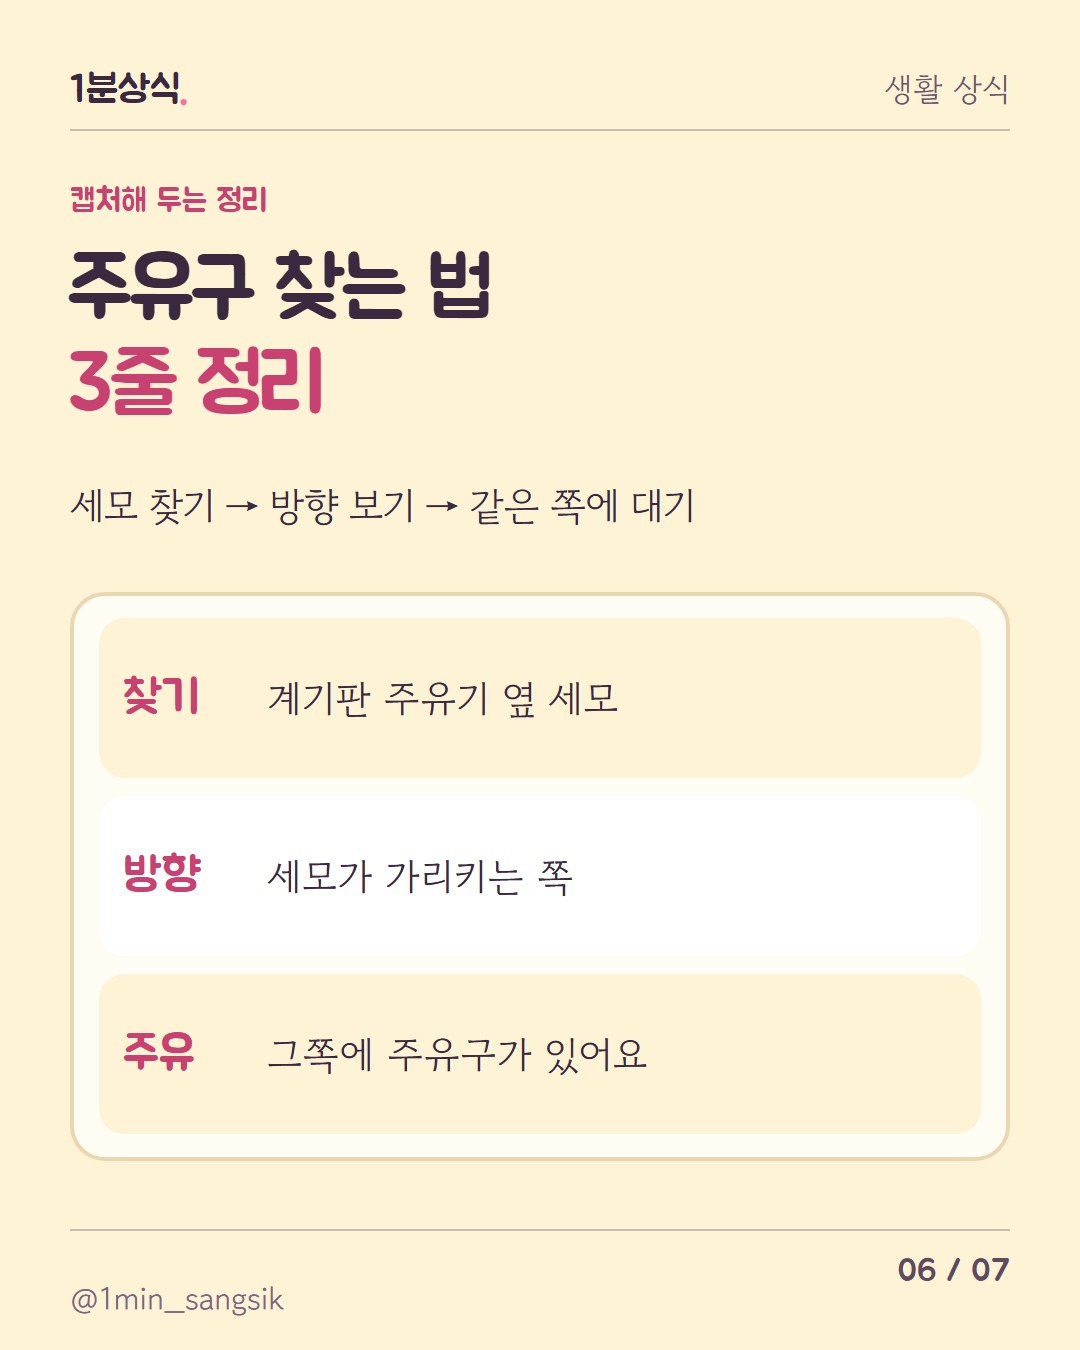 1분상식.
생활 상식
캡처해 두는 정리
주유구 찾는 법
3줄 정리
세모 찾기 → 방향 보기 → 같은 쪽에 대기
찾기 계기판 주유기 옆 세모
방향 세모가 가리키는 쪽
주유 그쪽에 주유구가 있어요
06 / 07
@1min_sangsik